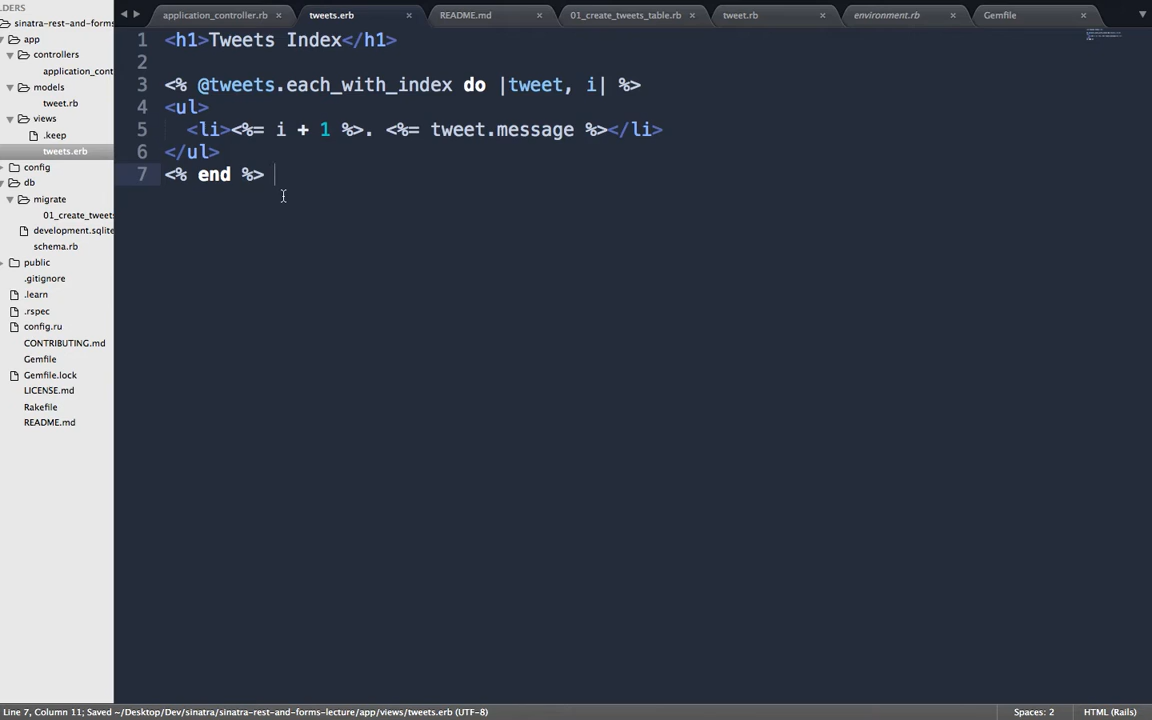 LDERS
sinatra-rest-and-forms-
app
controllers
application_cont
models
tweet.rb
views
.keep
tweets.erb
config
db
migrate
01_create_tweets
development.sqlite
schema.rb
public
.gitignore
.learn
.rspec
config.ru
CONTRIBUTING.md
Gemfile
Gemfile.lock
LICENSE.md
Rakefile
README.md
application_controller.rb
tweets.erb
README.md
01_create_tweets_table.rb
tweet.rb
environment.rb
Gemfile
1 <h1>Tweets Index</h1>
2
3 <% @tweets.each_with_index do |tweet, i| %>
4 <ul>
5 <li><%= i + 1 %>. <%= tweet.message %></li>
6 </ul>
7 <% end %>
Line 7, Column 11; Saved ~/Desktop/Dev/sinatra/sinatra-rest-and-forms-lecture/app/views/tweets.erb (UTF-8)
Spaces: 2
HTML (Rails)